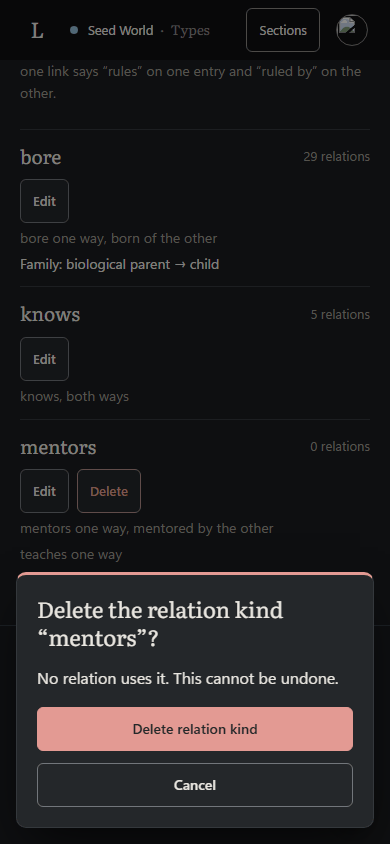 L
Seed World · Types
Sections
one link says “rules” on one entry and “ruled by” on the
other.
bore
29 relations
Edit
bore one way, born of the other
Family: biological parent → child
knows
5 relations
Edit
knows, both ways
mentors
0 relations
Edit
Delete
mentors one way, mentored by the other
teaches one way
Delete the relation kind
“mentors”?
No relation uses it. This cannot be undone.
Delete relation kind
Cancel